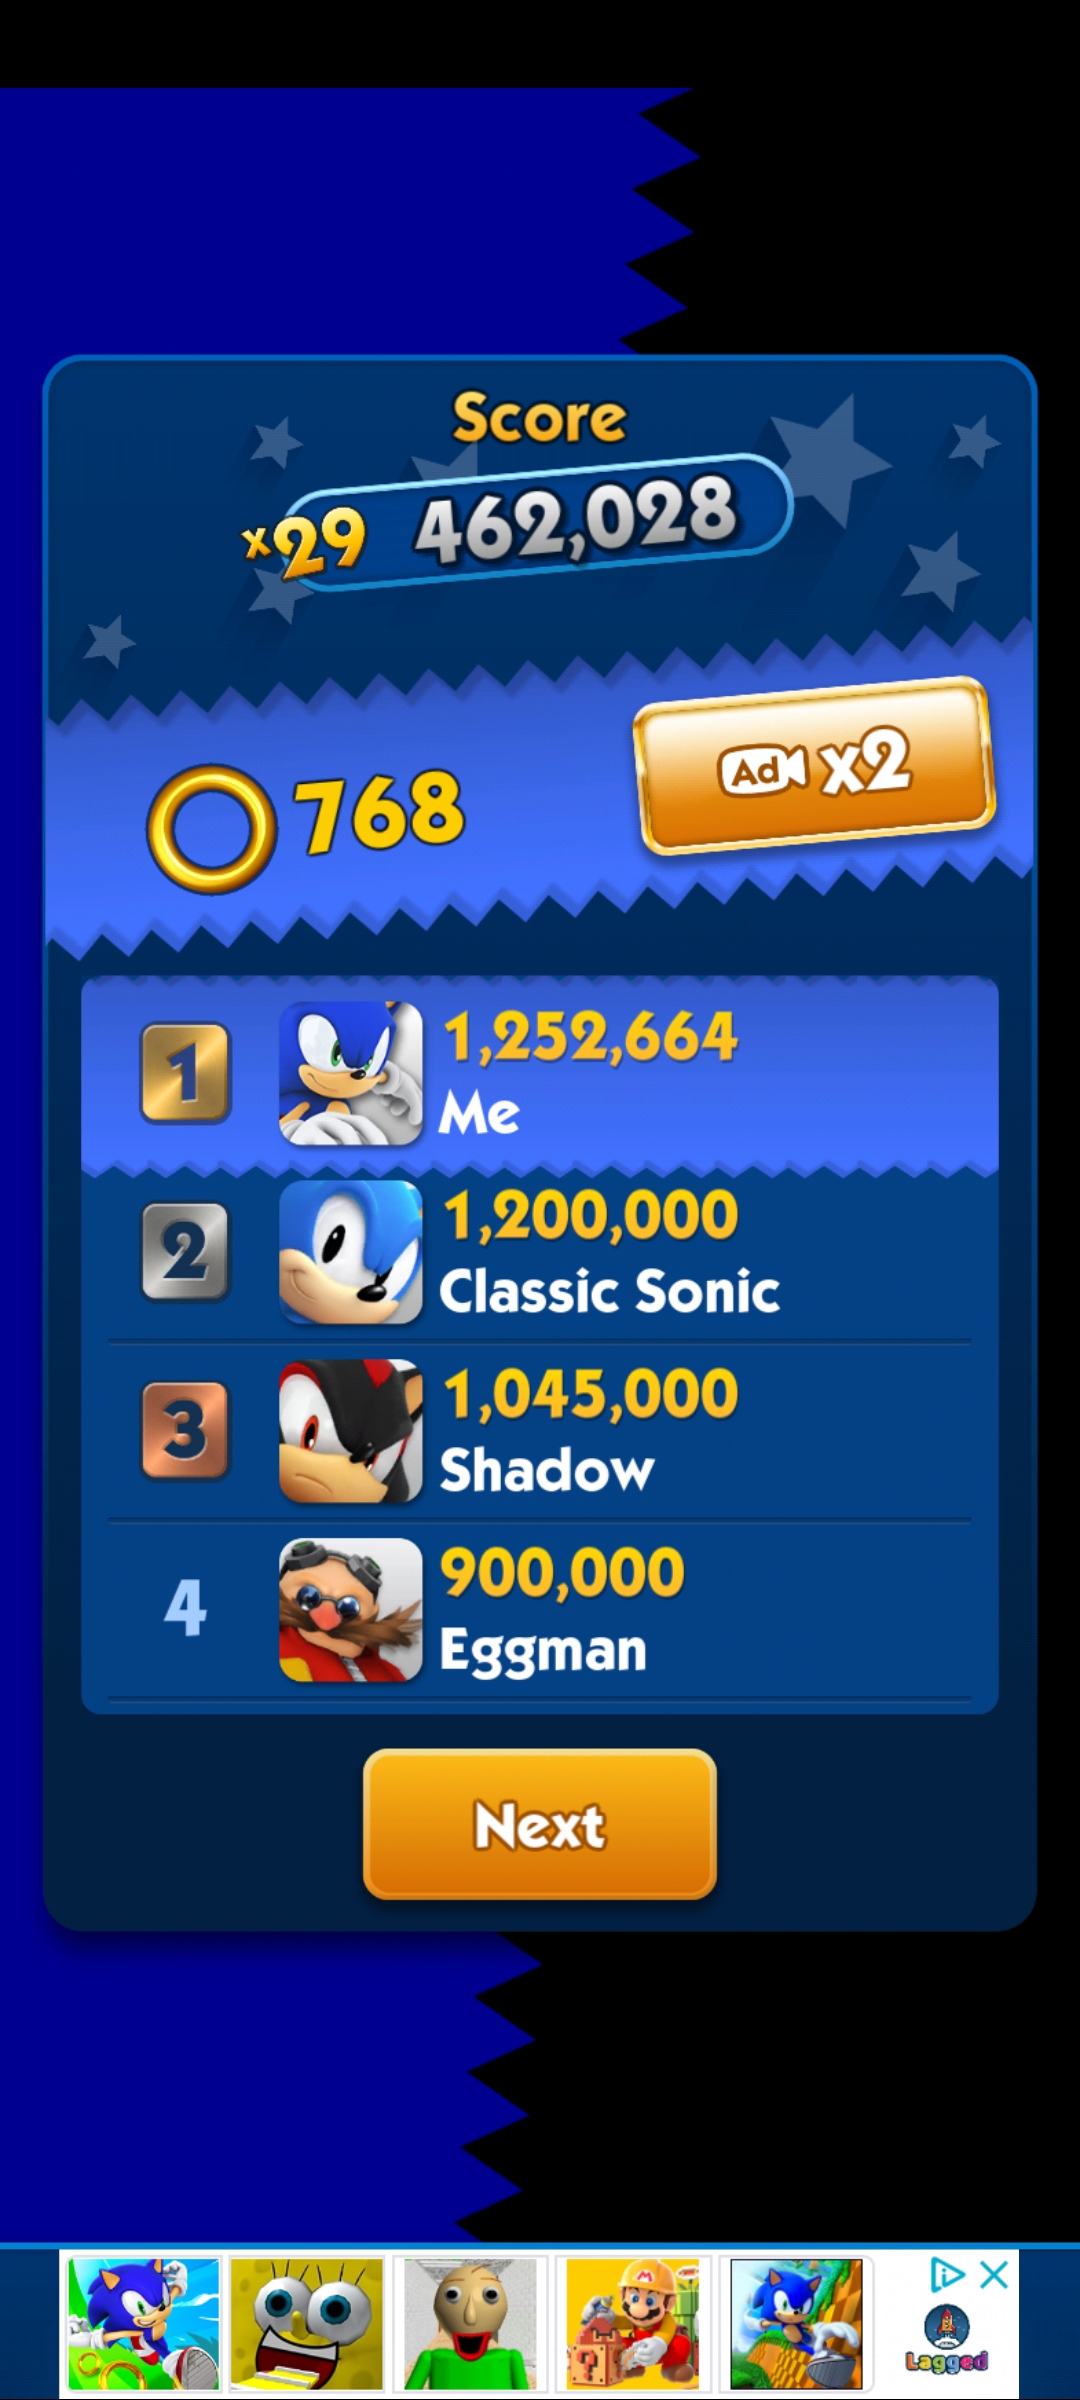 Score
x29 462,028
768
Ad x2
1
1,252,664
Me
2
1,200,000
Classic Sonic
3
1,045,000
Shadow
4
900,000
Eggman
Next
Lagged